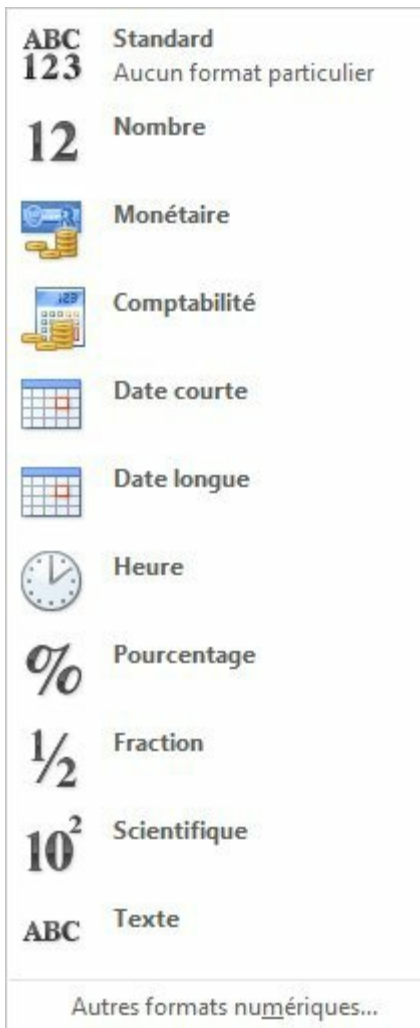 ABC
123
Standard
Aucun format particulier
12
Nombre
Monétaire
123
Comptabilité
Date courte
Date longue
Heure
%
Pourcentage
1/2
Fraction
10²
Scientifique
ABC
Texte
Autres formats numériques...